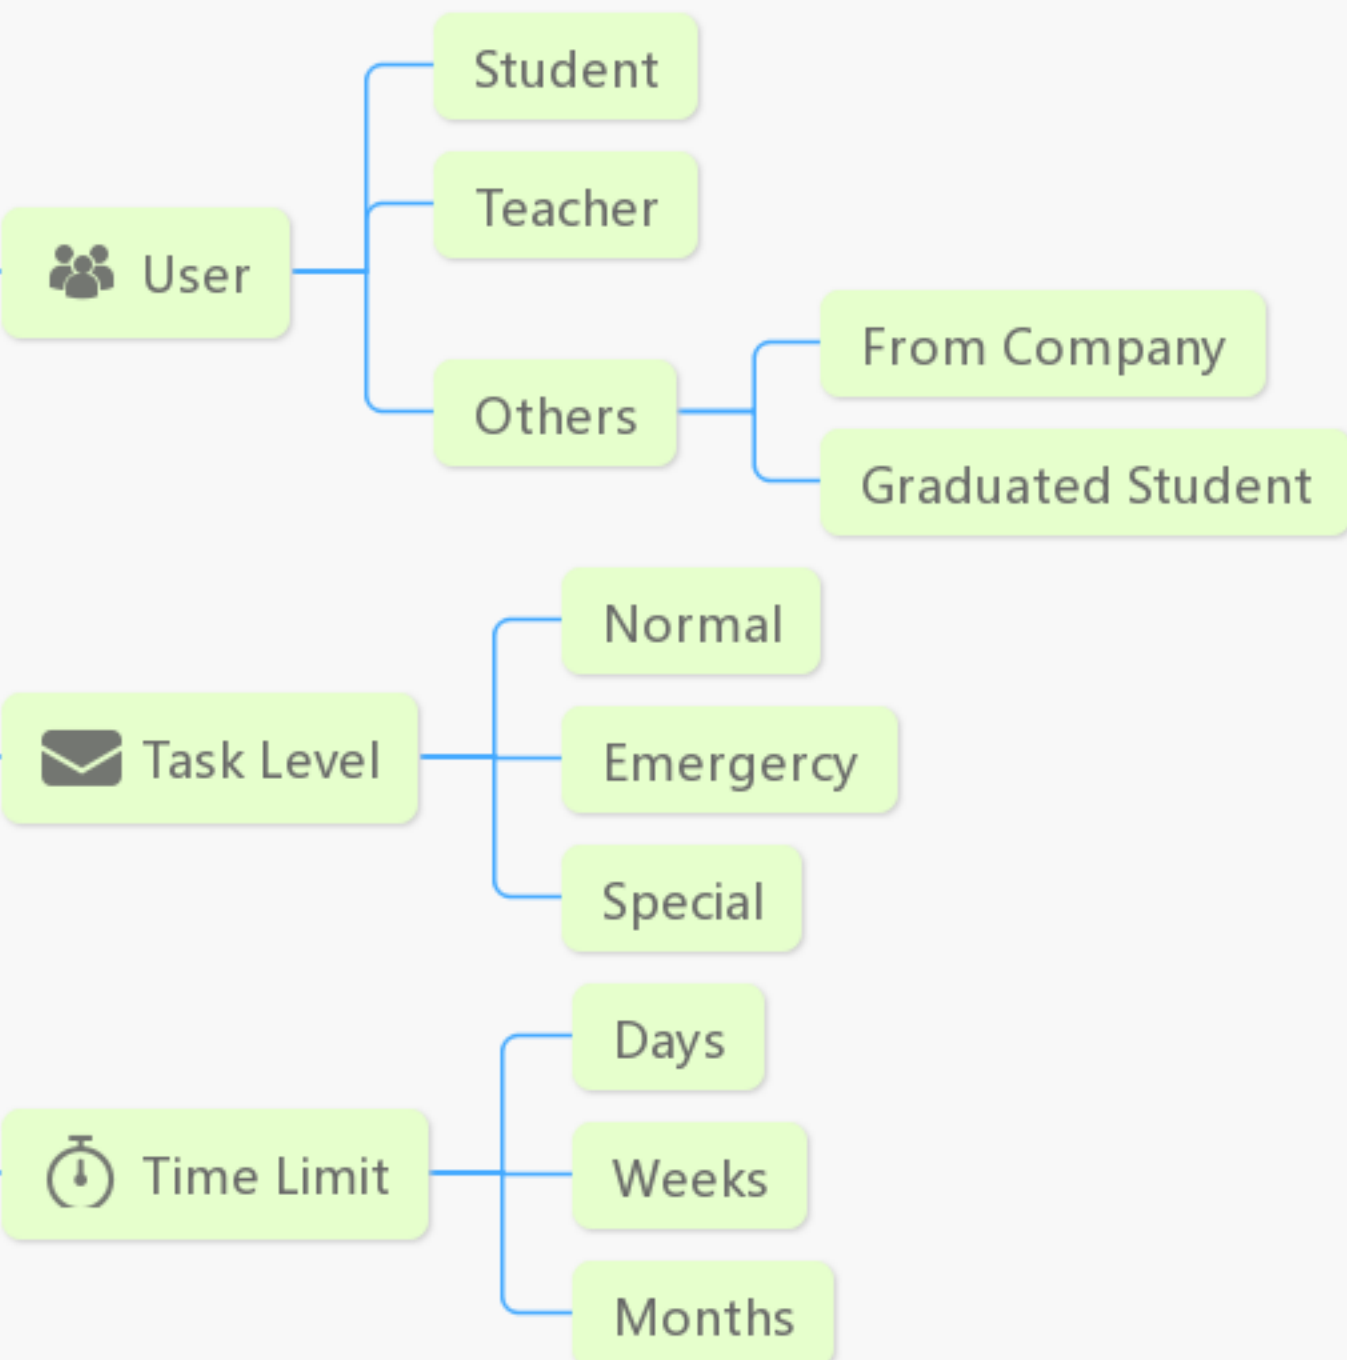 Student
Teacher
User
From Company
Others
Graduated Student
Normal
Task Level
Emergercy
Special
Days
Time Limit
Weeks
Months